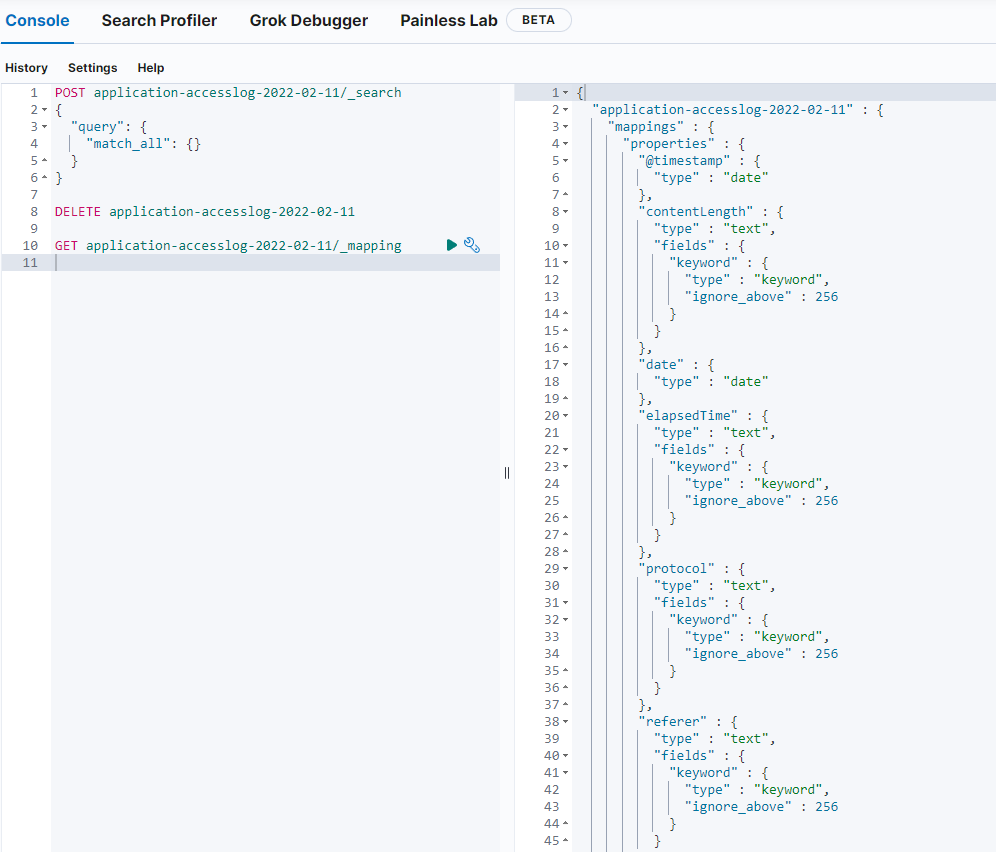 Console Search Profiler Grok Debugger Painless Lab BETA
History Settings Help
1 POST application-accesslog-2022-02-11/_search
2 {
3 "query": {
4 "match_all": {}
5 }
6 }
7
8 DELETE application-accesslog-2022-02-11
9
10 GET application-accesslog-2022-02-11/_mapping
11
1 {
2 "application-accesslog-2022-02-11" : {
3 "mappings" : {
4 "properties" : {
5 "@timestamp" : {
6 "type" : "date"
7 },
8 "contentLength" : {
9 "type" : "text",
10 "fields" : {
11 "keyword" : {
12 "type" : "keyword",
13 "ignore_above" : 256
14 }
15 }
16 },
17 "date" : {
18 "type" : "date"
19 },
20 "elapsedTime" : {
21 "type" : "text",
22 "fields" : {
23 "keyword" : {
24 "type" : "keyword",
25 "ignore_above" : 256
26 }
27 }
28 },
29 "protocol" : {
30 "type" : "text",
31 "fields" : {
32 "keyword" : {
33 "type" : "keyword",
34 "ignore_above" : 256
35 }
36 }
37 },
38 "referer" : {
39 "type" : "text",
40 "fields" : {
41 "keyword" : {
42 "type" : "keyword",
43 "ignore_above" : 256
44 }
45 }